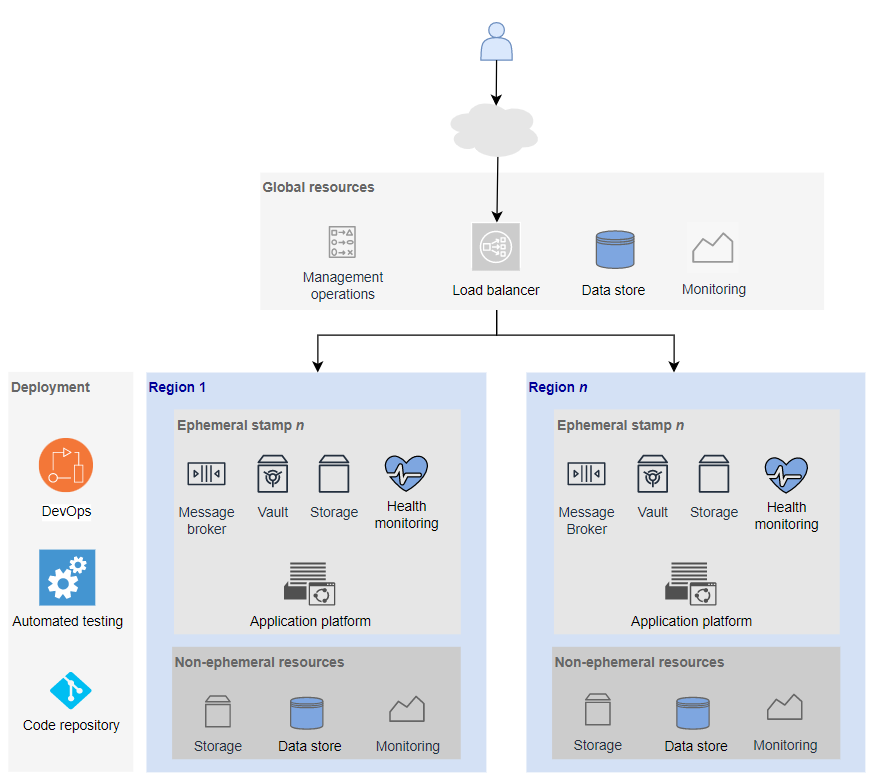 Global resources
Management
operations
Load balancer
Data store
Monitoring
Deployment
DevOps
Automated testing
Code repository
Region 1
Ephemeral stamp n
Message
broker
Vault
Storage
Health
monitoring
Application platform
Non-ephemeral resources
Storage
Data store
Monitoring
Region n
Ephemeral stamp n
Message
Broker
Vault
Storage
Health
monitoring
Application platform
Non-ephemeral resources
Storage
Data store
Monitoring